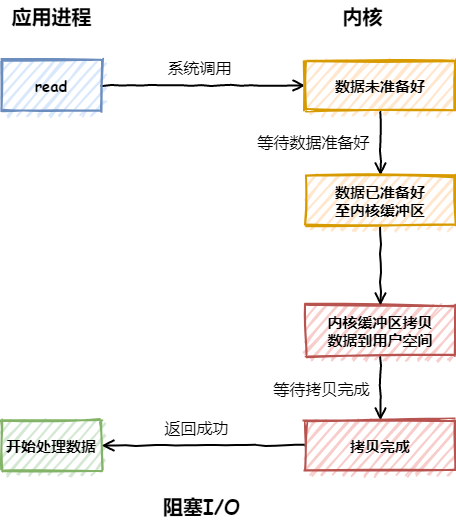 应用进程
内核
read
系统调用
数据未准备好
等待数据准备好
数据已准备好
至内核缓冲区
内核缓冲区拷贝
数据到用户空间
等待拷贝完成
开始处理数据
返回成功
拷贝完成
阻塞I/O